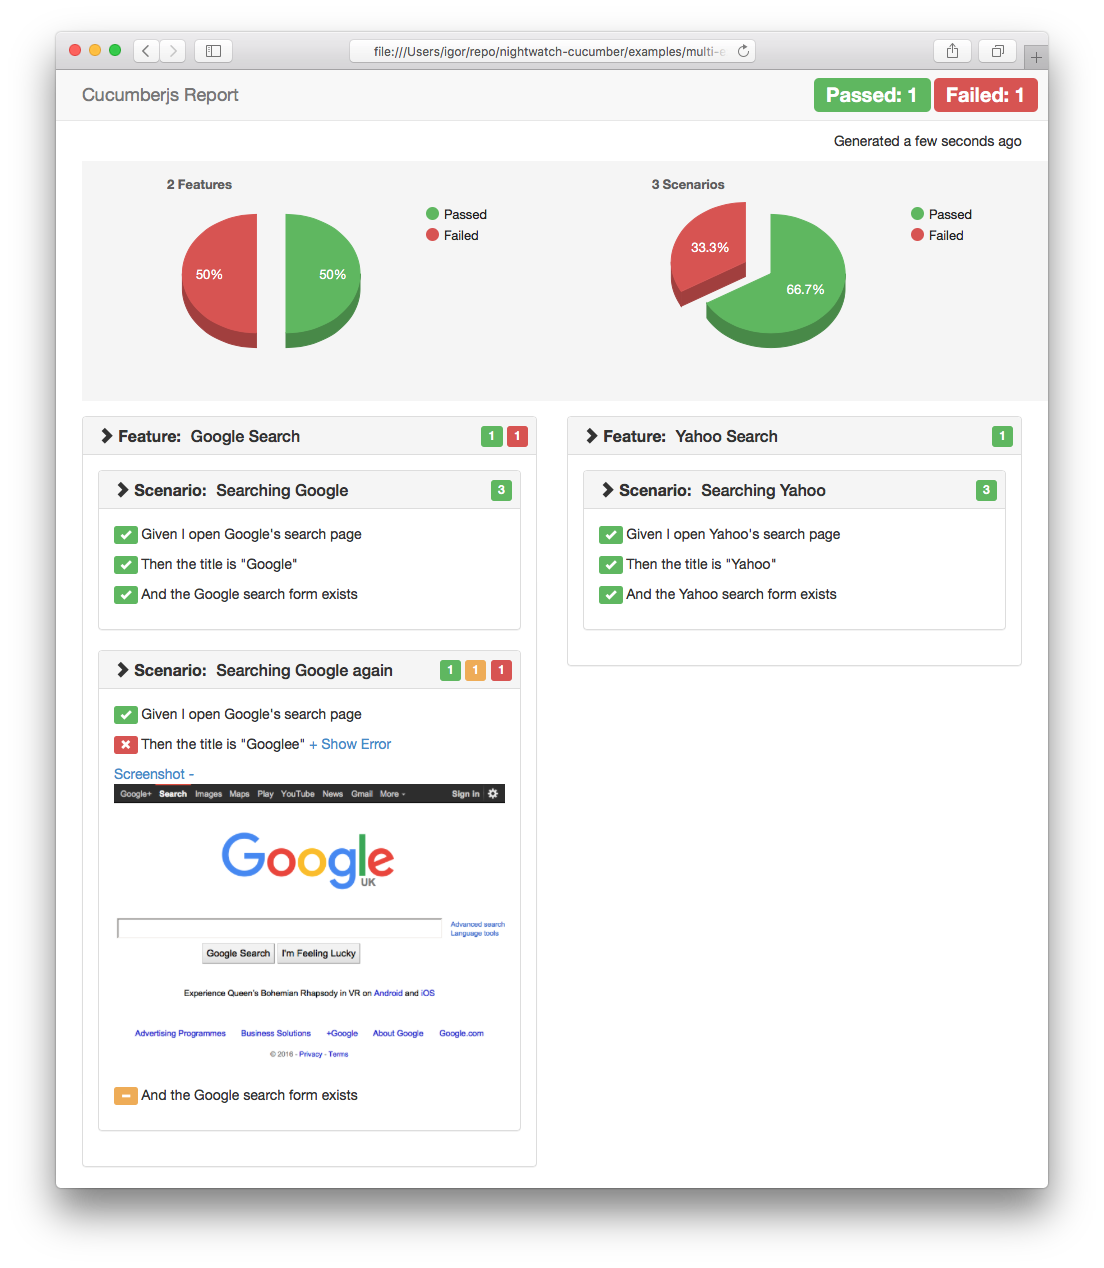 file:///Users/igor/repo/nightwatch-cucumber/examples/multi-e
Cucumberjs Report
Passed: 1
Failed: 1
Generated a few seconds ago
2 Features
50%
50%
Passed
Failed
3 Scenarios
33.3%
66.7%
Passed
Failed
Feature: Google Search
1 1
Scenario: Searching Google
3
Given I open Google's search page
Then the title is "Google"
And the Google search form exists
Scenario: Searching Google again
1 1 1
Given I open Google's search page
Then the title is "Googlee" + Show Error
Screenshot -
Google+ Search Images Maps Play YouTube News Gmail More Sign in
Google
UK
Advanced search
Language tools
Google Search I'm Feeling Lucky
Experience Queen's Bohemian Rhapsody in VR on Android and iOS
Advertising Programmes Business Solutions +Google About Google Google.com
© 2016 - Privacy - Terms
And the Google search form exists
Feature: Yahoo Search
1
Scenario: Searching Yahoo
3
Given I open Yahoo's search page
Then the title is "Yahoo"
And the Yahoo search form exists